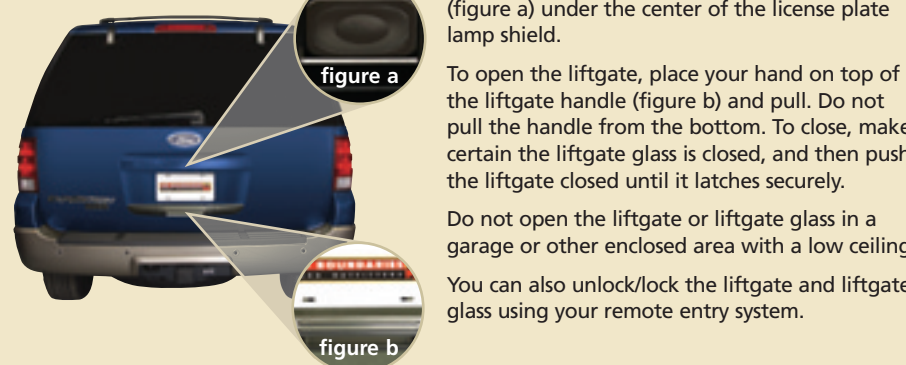 (figure a) under the center of the license plate
lamp shield.
To open the liftgate, place your hand on top of
the liftgate handle (figure b) and pull. Do not
pull the handle from the bottom. To close, make
certain the liftgate glass is closed, and then push
the liftgate closed until it latches securely.
Do not open the liftgate or liftgate glass in a
garage or other enclosed area with a low ceiling
You can also unlock/lock the liftgate and liftgate
glass using your remote entry system.
figure a
Ford
figure b